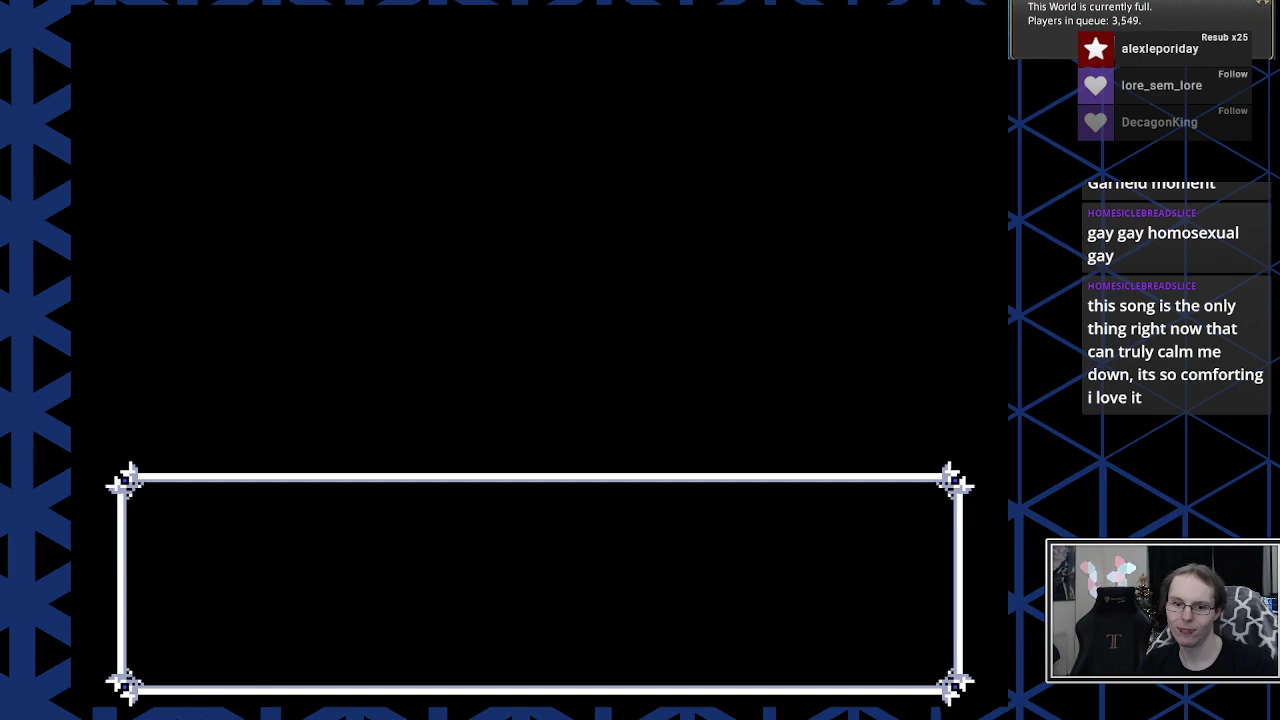 This World is currently full.
Players in queue: 3,549.
Resub x25
alexleporiday
Follow
lore_sem_lore
Follow
DecagonKing
Garfield moment
HOMESICLEBREADSLICE
gay gay homosexual
gay
HOMESICLEBREADSLICE
this song is the only
thing right now that
can truly calm me
down, its so comforting
i love it